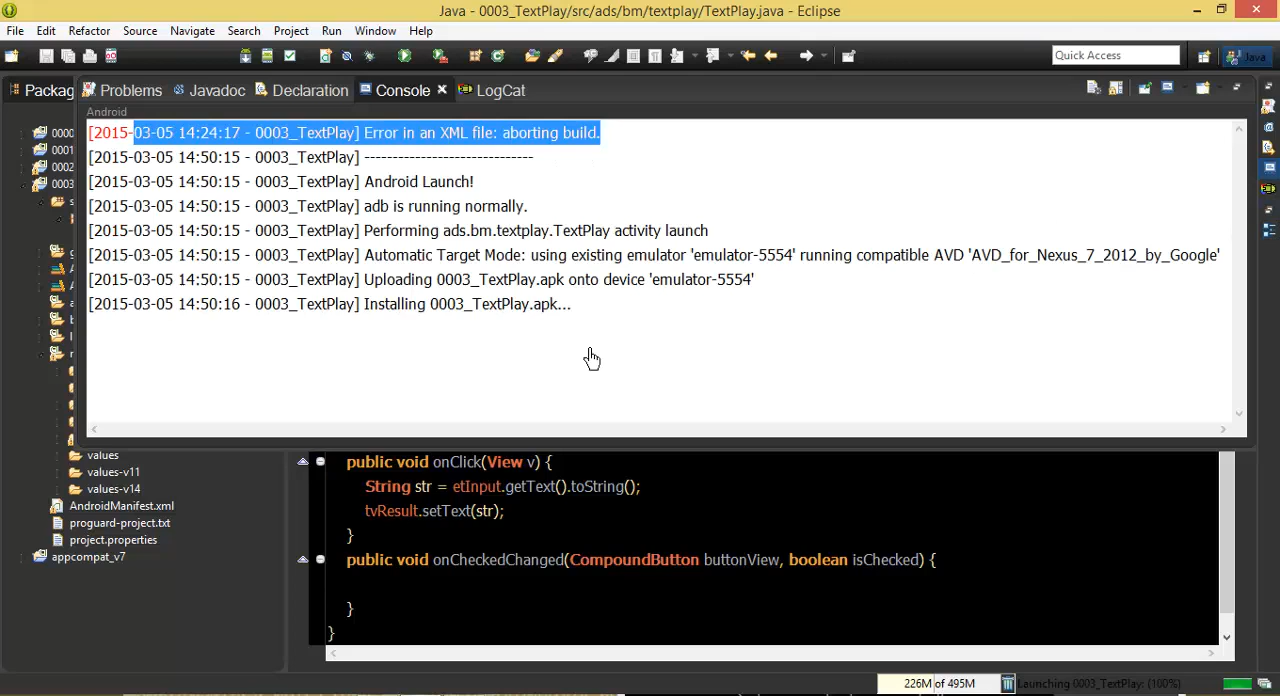 Java - 0003_TextPlay/src/ads/bm/textplay/TextPlay.java - Eclipse
File Edit Refactor Source Navigate Search Project Run Window Help
Quick Access
Java
Packag
Problems Javadoc Declaration Console LogCat
Android
[2015-03-05 14:24:17 - 0003_TextPlay] Error in an XML file: aborting build.
[2015-03-05 14:50:15 - 0003_TextPlay] ------------------------------
[2015-03-05 14:50:15 - 0003_TextPlay] Android Launch!
[2015-03-05 14:50:15 - 0003_TextPlay] adb is running normally.
[2015-03-05 14:50:15 - 0003_TextPlay] Performing ads.bm.textplay.TextPlay activity launch
[2015-03-05 14:50:15 - 0003_TextPlay] Automatic Target Mode: using existing emulator 'emulator-5554' running compatible AVD 'AVD_for_Nexus_7_2012_by_Google'
[2015-03-05 14:50:15 - 0003_TextPlay] Uploading 0003_TextPlay.apk onto device 'emulator-5554'
[2015-03-05 14:50:16 - 0003_TextPlay] Installing 0003_TextPlay.apk...
0000
0001
0002
0003
values
values-v11
values-v14
AndroidManifest.xml
proguard-project.txt
project.properties
appcompat_v7
public void onClick(View v) {
String str = etInput.getText().toString();
tvResult.setText(str);
}
public void onCheckedChanged(CompoundButton buttonView, boolean isChecked) {
}
}
226M of 495M
Launching 0003_TextPlay: (100%)